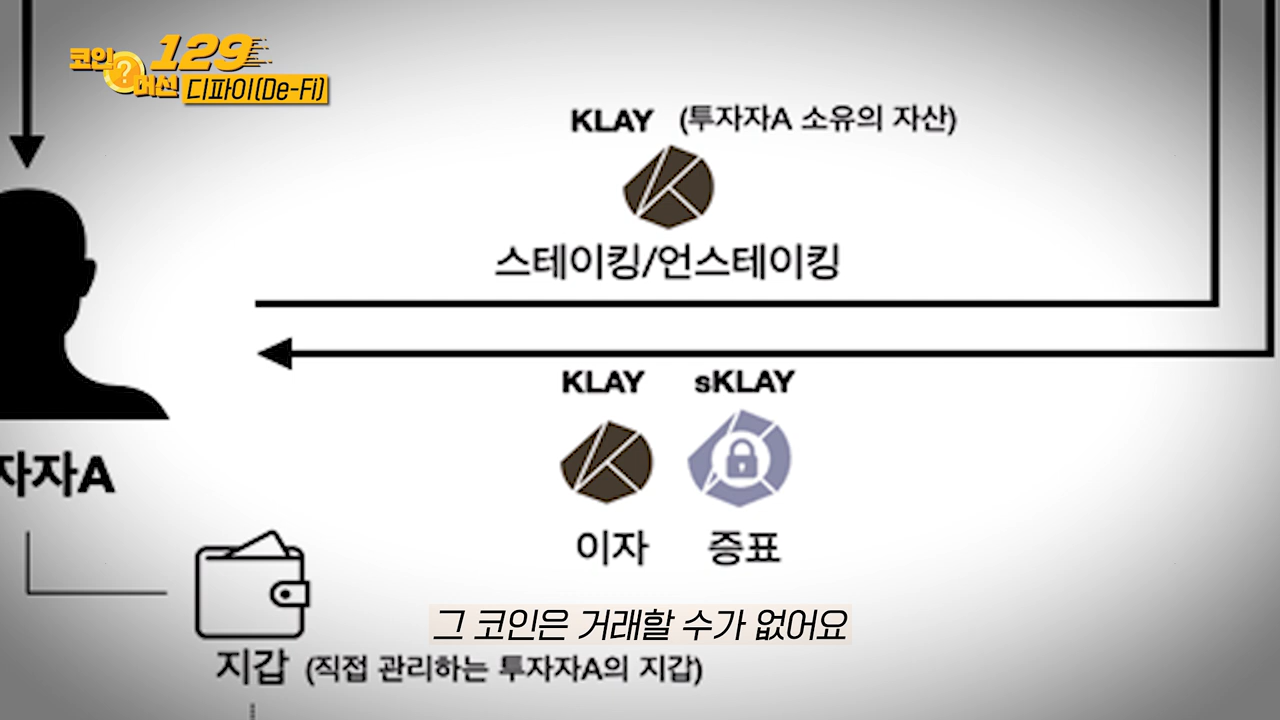 코인 129
머선 디파이(De-Fi)
KLAY (투자자A 소유의 자산)
스테이킹/언스테이킹
KLAY sKLAY
이자 증표
자자A
그 코인은 거래할 수가 없어요
지갑 (직접 관리하는 투자자A의 지갑)